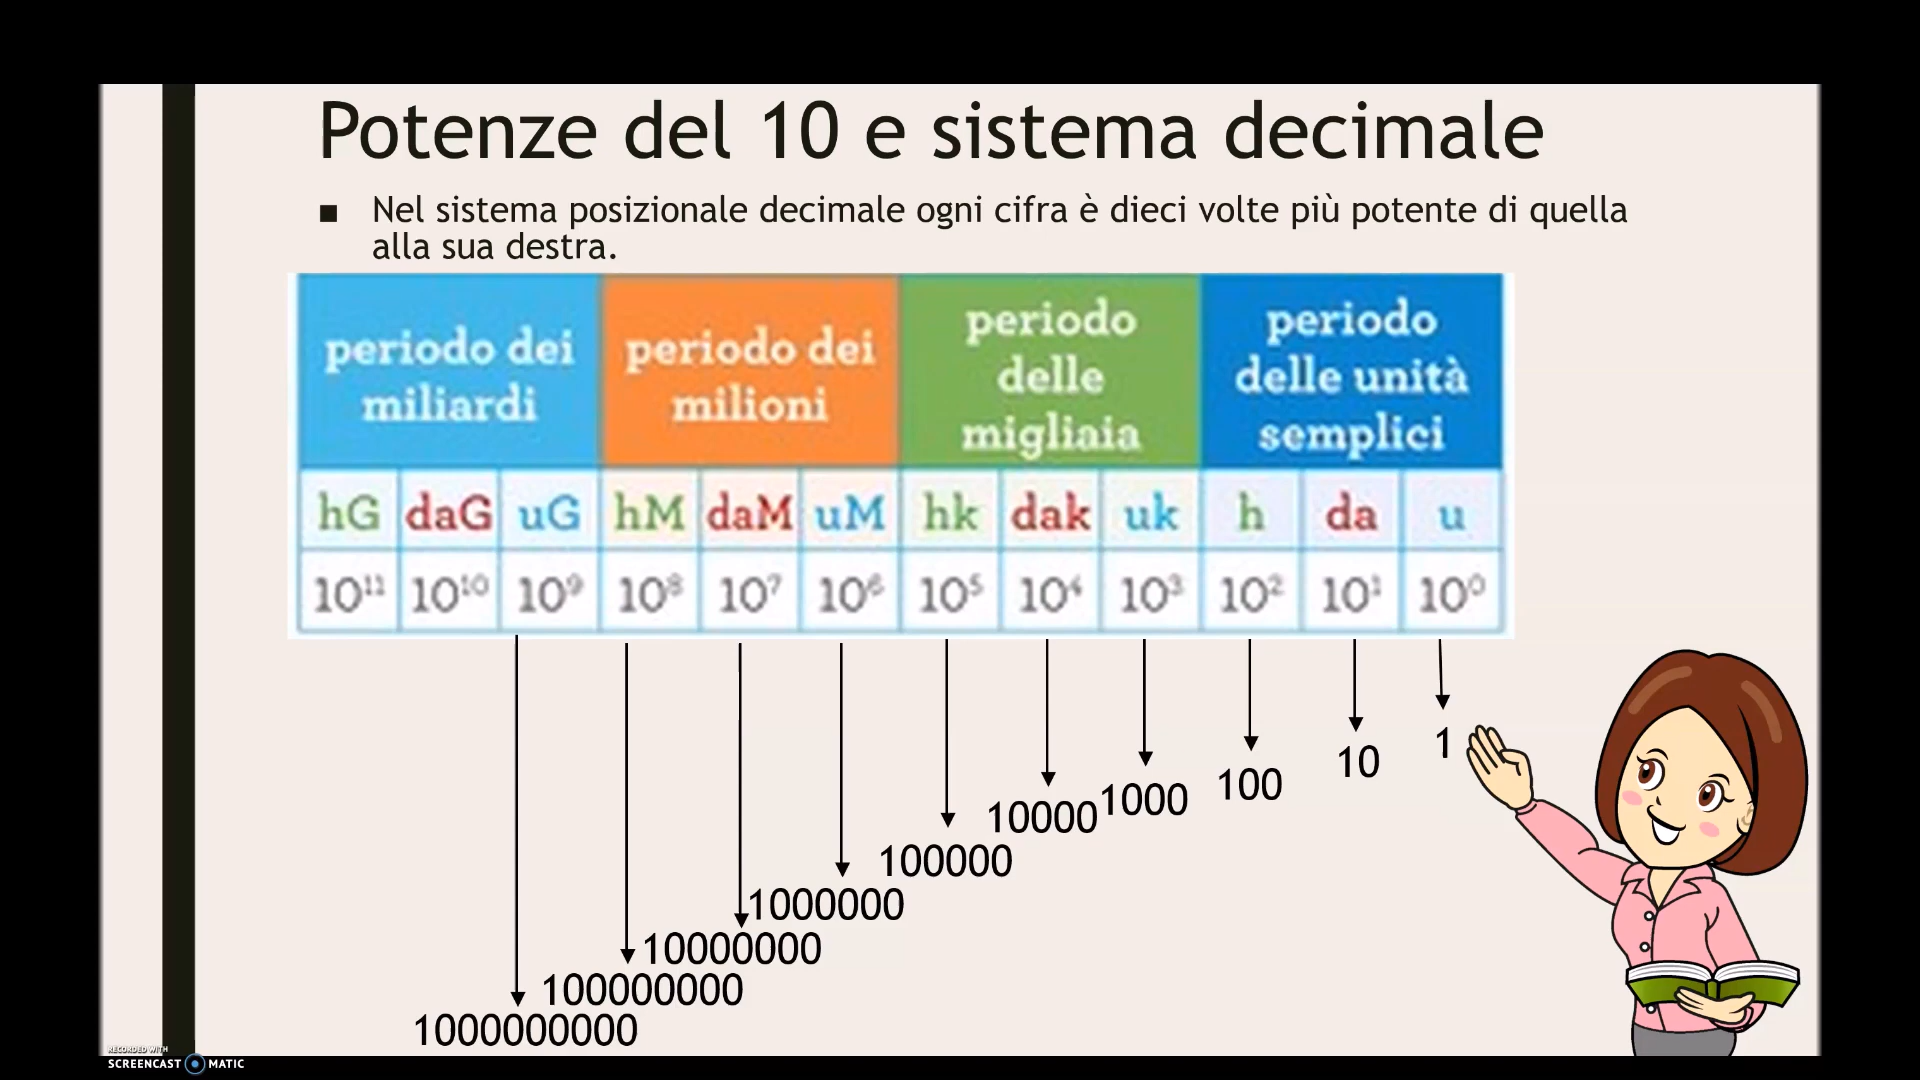 Potenze del 10 e sistema decimale
■ Nel sistema posizionale decimale ogni cifra è dieci volte più potente di quella
alla sua destra.
periodo dei
miliardi
periodo dei
milioni
periodo
delle
migliaia
periodo
delle unità
semplici
hG daG uG hM daM uM hk dak uk h da u
10¹¹ 10¹⁰ 10⁹ 10⁸ 10⁷ 10⁶ 10⁵ 10⁴ 10³ 10² 10¹ 10⁰
1
10
100
1000
10000
100000
1000000
10000000
100000000
1000000000
RECORDED WITH
SCREENCAST MATIC